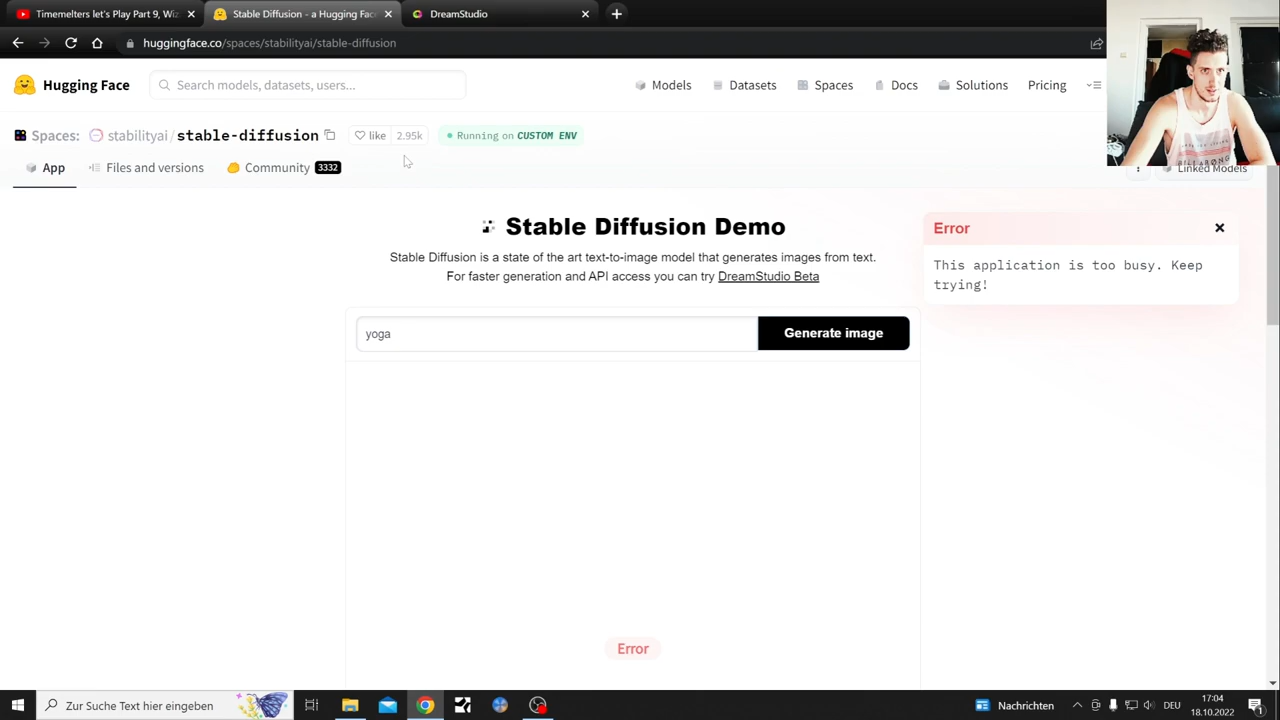 Timemelters let's Play Part 9, Wiz
Stable Diffusion - a Hugging Face
DreamStudio
huggingface.co/spaces/stabilityai/stable-diffusion
Hugging Face
Search models, datasets, users...
Models
Datasets
Spaces
Docs
Solutions
Pricing
Spaces:
stabilityai/stable-diffusion
like
2.95k
Running on CUSTOM ENV
App
Files and versions
Community
3332
Linked Models
Stable Diffusion Demo
Stable Diffusion is a state of the art text-to-image model that generates images from text.
For faster generation and API access you can try DreamStudio Beta
Error
This application is too busy. Keep
trying!
yoga
Generate image
Error
BILLABONG
Zur Suche Text hier eingeben
Nachrichten
DEU
17:04
18.10.2022
1